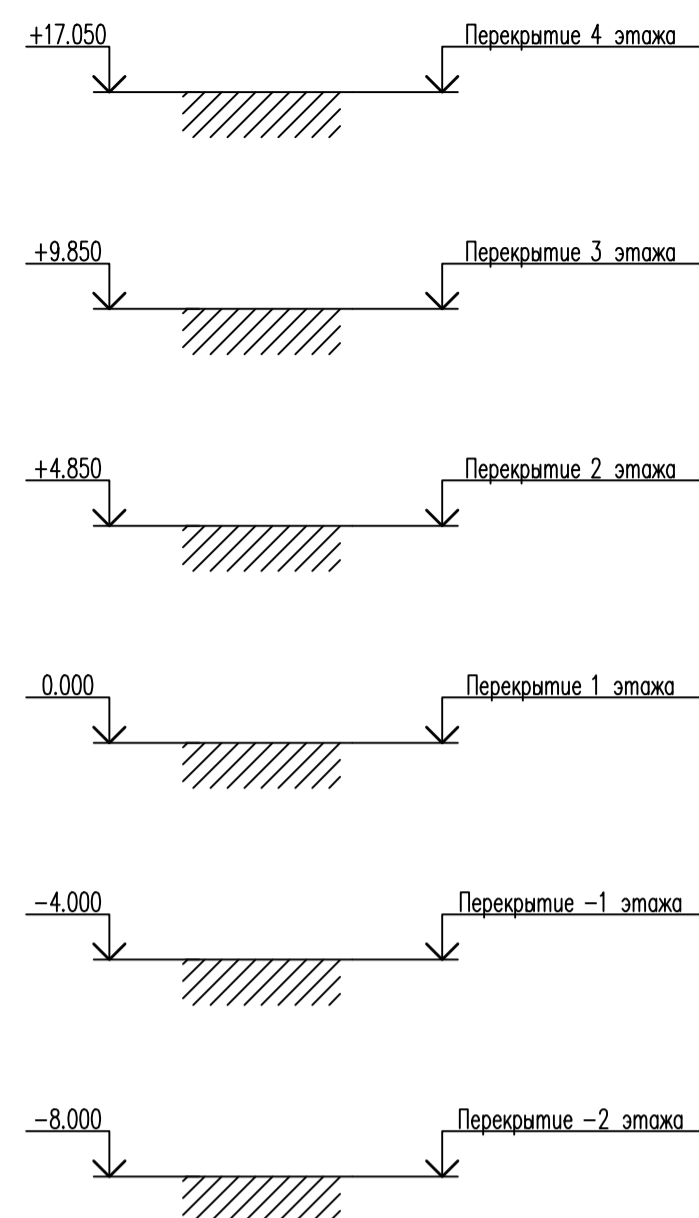 +17.050 Перекрытие 4 этажа
+9.850 Перекрытие 3 этажа
+4.850 Перекрытие 2 этажа
0.000 Перекрытие 1 этажа
-4.000 Перекрытие -1 этажа
-8.000 Перекрытие -2 этажа